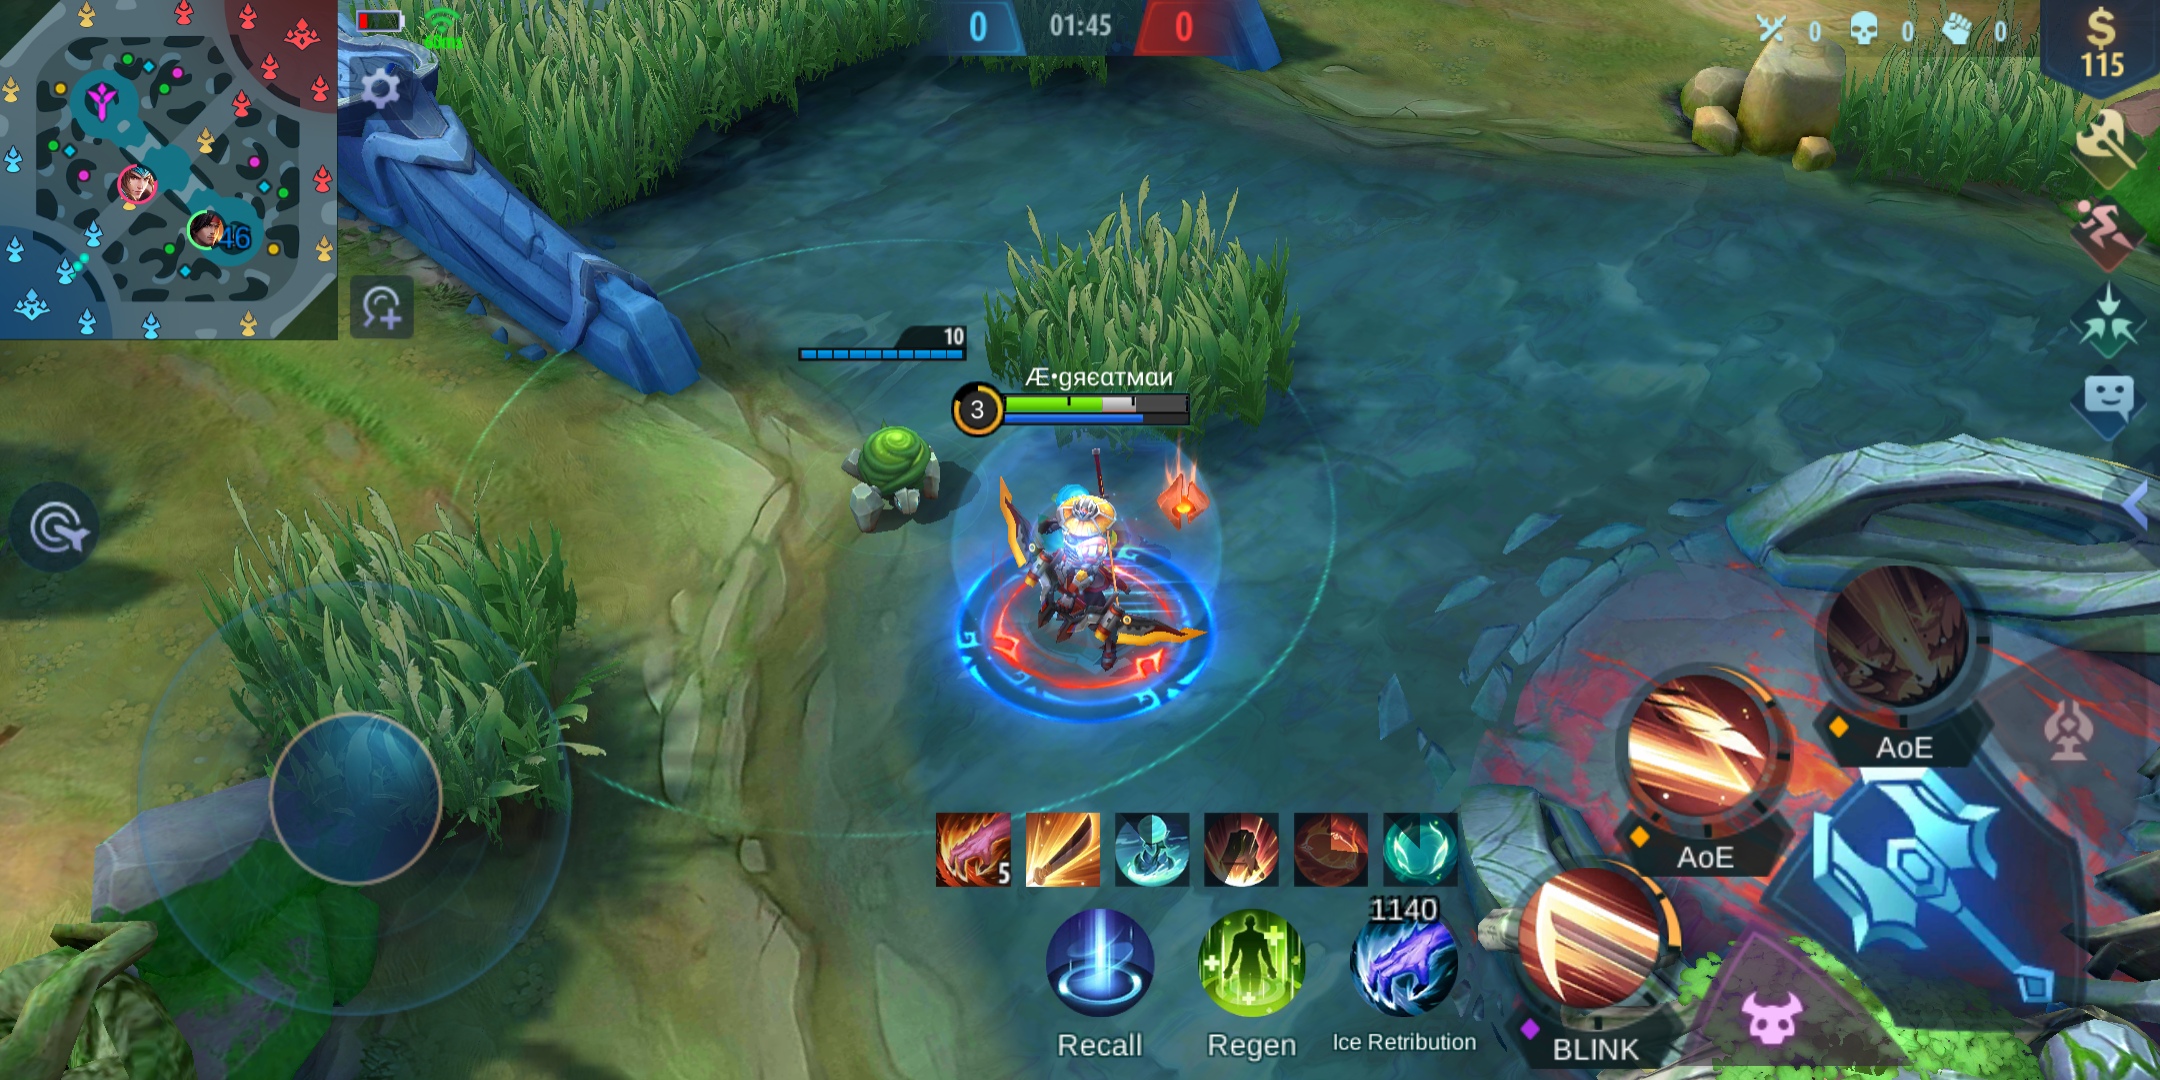 60ms
0
01:45
0
0
0
0
$
115
46
10
Æ•gяєαтмαи
3
5
1140
AoE
AoE
Recall
Regen
Ice Retribution
BLINK